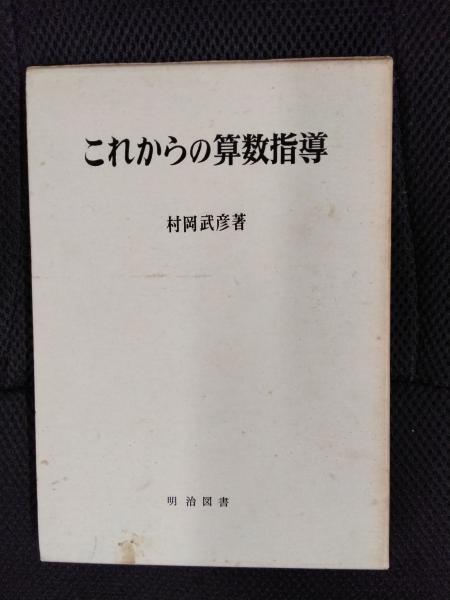 これからの算数指導
村岡武彦著
明治図書